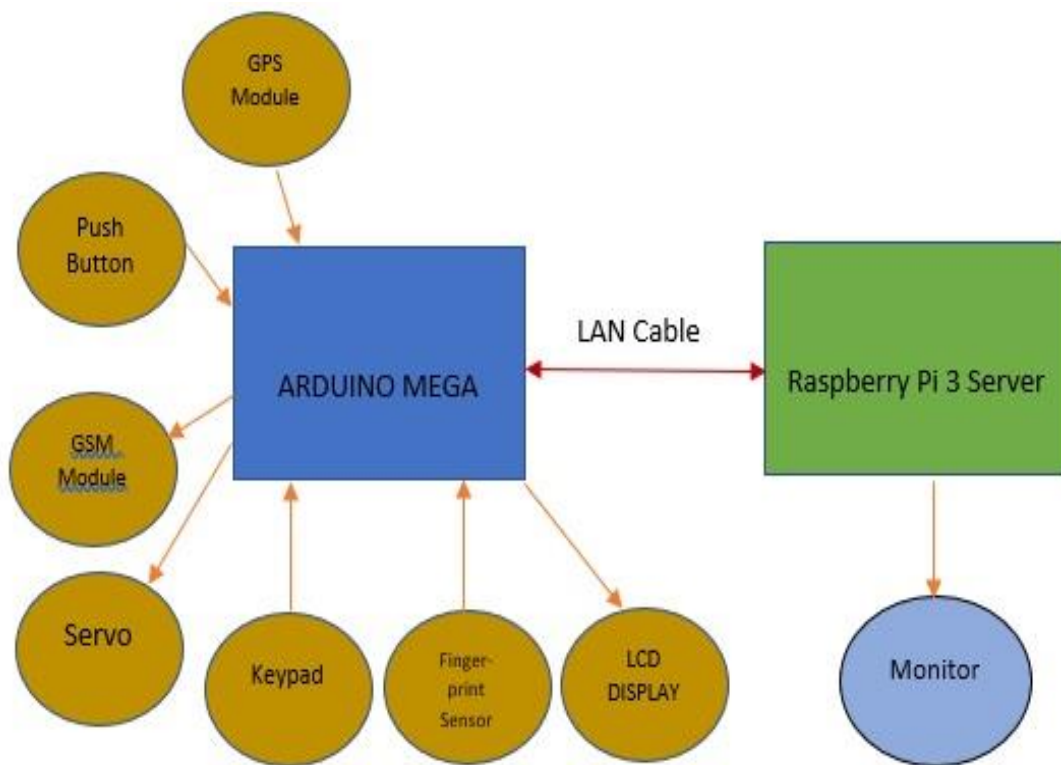 GPS
Module
Push
Button
LAN Cable
ARDUINO MEGA
Raspberry Pi 3 Server
GSM
Module
Servo
Keypad
Finger-
print
Sensor
LCD
DISPLAY
Monitor